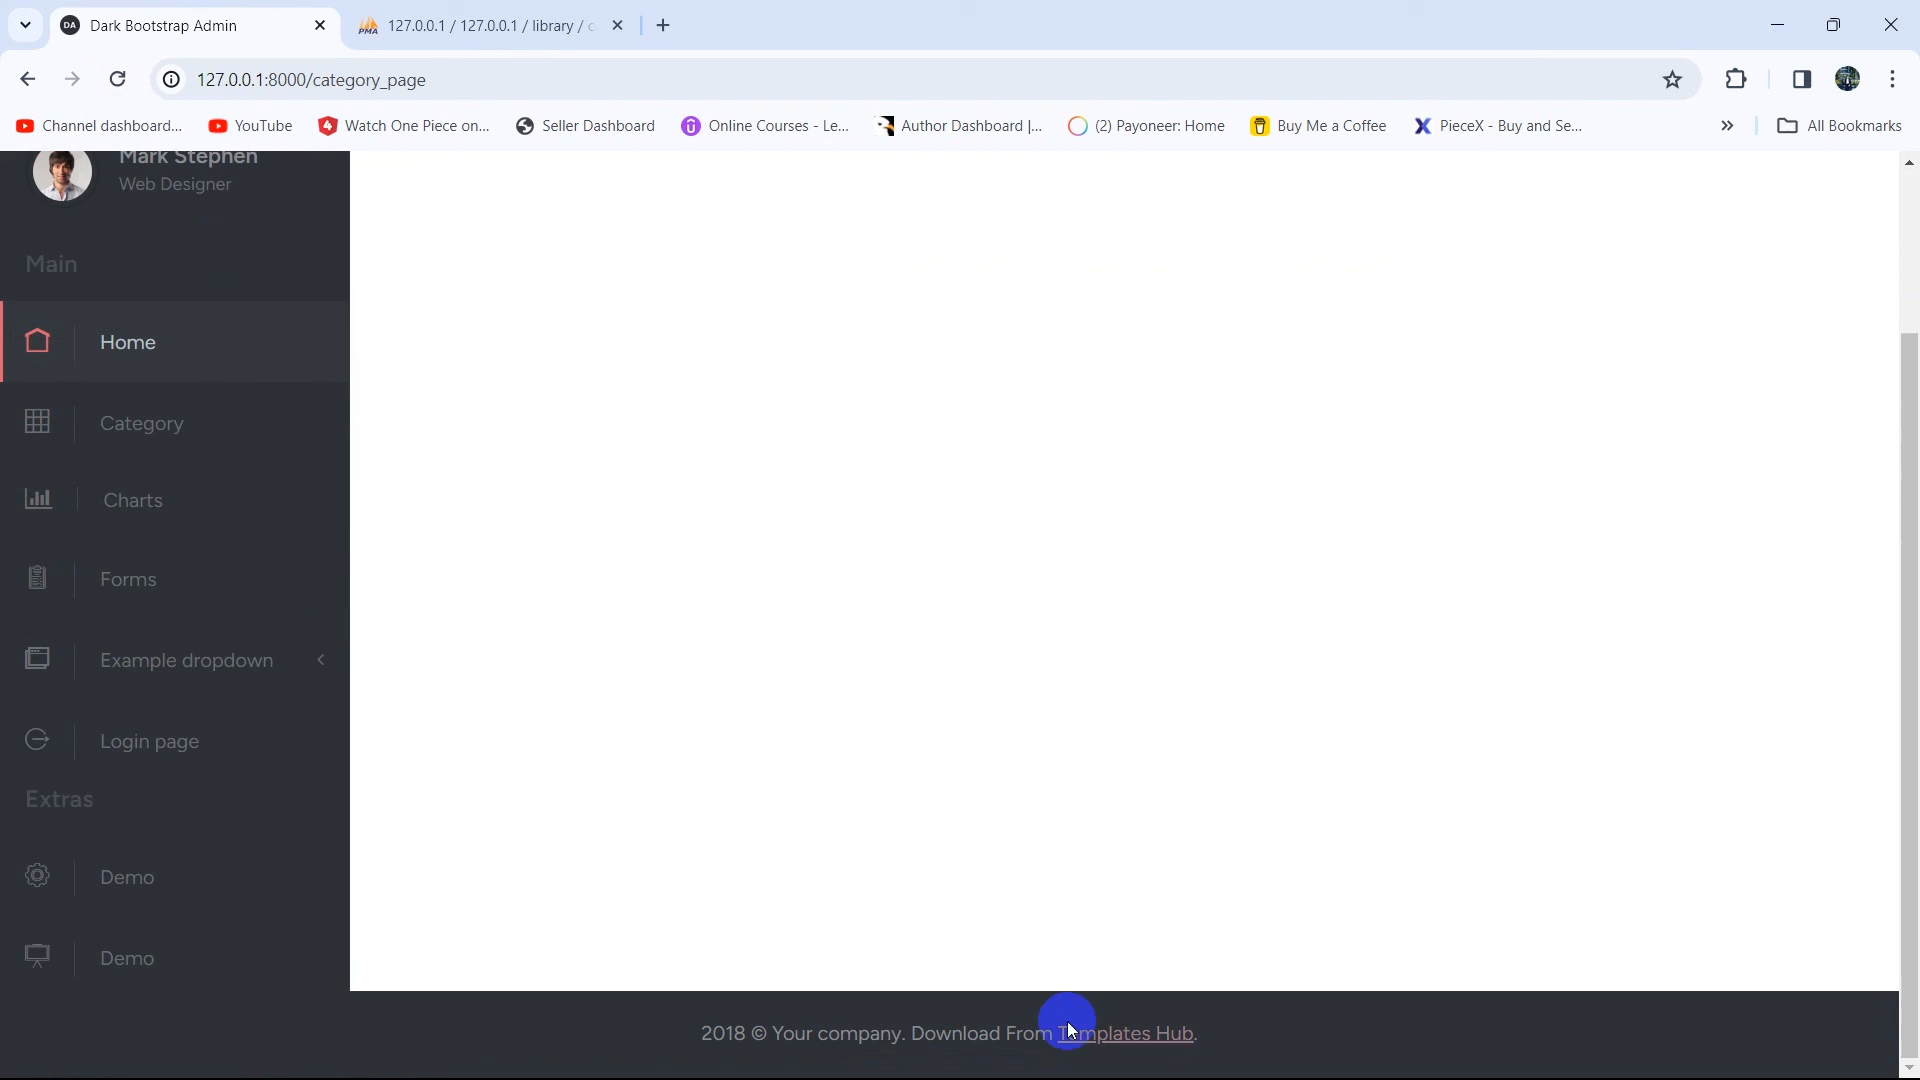 DA Dark Bootstrap Admin
PMA 127.0.0.1 / 127.0.0.1 / library / c
127.0.0.1:8000/category_page
Channel dashboard... YouTube Watch One Piece on... Seller Dashboard Online Courses - Le... Author Dashboard |... (2) Payoneer: Home Buy Me a Coffee PieceX - Buy and Se... All Bookmarks
Mark Stephen
Web Designer
Main
Home
Category
Charts
Forms
Example dropdown
Login page
Extras
Demo
Demo
2018 © Your company. Download From Templates Hub.